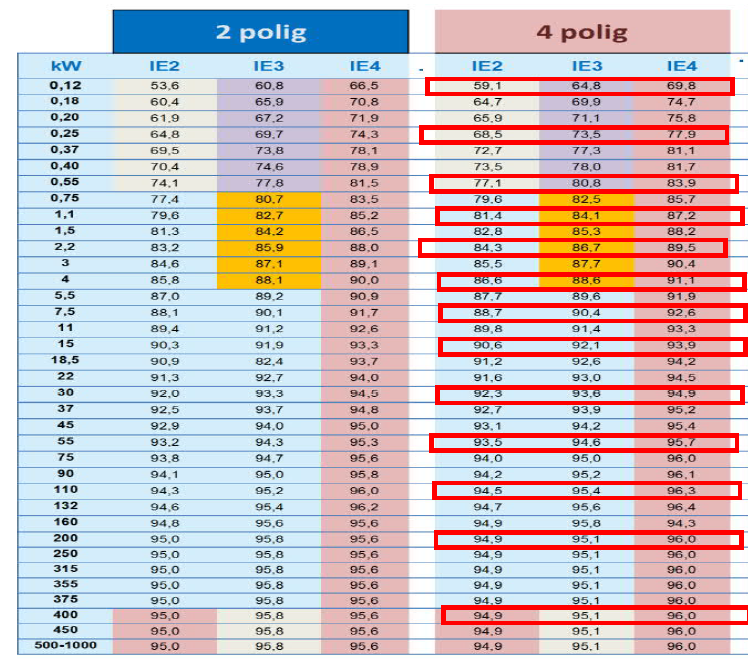 2 polig 4 polig
kW IE2 IE3 IE4 IE2 IE3 IE4
0,12 53,6 60,8 66,5 59,1 64,8 69,8
0,18 60,4 65,9 70,8 64,7 69,9 74,7
0,20 61,9 67,2 71,9 65,9 71,1 75,8
0,25 64,8 69,7 74,3 68,5 73,5 77,9
0,37 69,5 73,8 78,1 72,7 77,3 81,1
0,40 70,4 74,6 78,9 73,5 78,0 81,7
0,55 74,1 77,8 81,5 77,1 80,8 83,9
0,75 77,4 80,7 83,5 79,6 82,5 85,7
1,1 79,6 82,7 85,2 81,4 84,1 87,2
1,5 81,3 84,2 86,5 82,8 85,3 88,2
2,2 83,2 85,9 88,0 84,3 86,7 89,5
3 84,6 87,1 89,1 85,5 87,7 90,4
4 85,8 88,1 90,0 86,6 88,6 91,1
5,5 87,0 89,2 90,9 87,7 89,6 91,9
7,5 88,1 90,1 91,7 88,7 90,4 92,6
11 89,4 91,2 92,6 89,8 91,4 93,3
15 90,3 91,9 93,3 90,6 92,1 93,9
18,5 90,9 82,4 93,7 91,2 92,6 94,2
22 91,3 92,7 94,0 91,6 93,0 94,5
30 92,0 93,3 94,5 92,3 93,6 94,9
37 92,5 93,7 94,8 92,7 93,9 95,2
45 92,9 94,0 95,0 93,1 94,2 95,4
55 93,2 94,3 95,3 93,5 94,6 95,7
75 93,8 94,7 95,6 94,0 95,0 96,0
90 94,1 95,0 95,8 94,2 95,2 96,1
110 94,3 95,2 96,0 94,5 95,4 96,3
132 94,6 95,4 96,2 94,7 95,6 96,4
160 94,8 95,6 95,6 94,9 95,8 94,3
200 95,0 95,8 95,6 94,9 95,1 96,0
250 95,0 95,8 95,6 94,9 95,1 96,0
315 95,0 95,8 95,6 94,9 95,1 96,0
355 95,0 95,8 95,6 94,9 95,1 96,0
375 95,0 95,8 95,6 94,9 95,1 96,0
400 95,0 95,8 95,6 94,9 95,1 96,0
450 95,0 95,8 95,6 94,9 95,1 96,0
500-1000 95,0 95,8 95,6 94,9 95,1 96,0